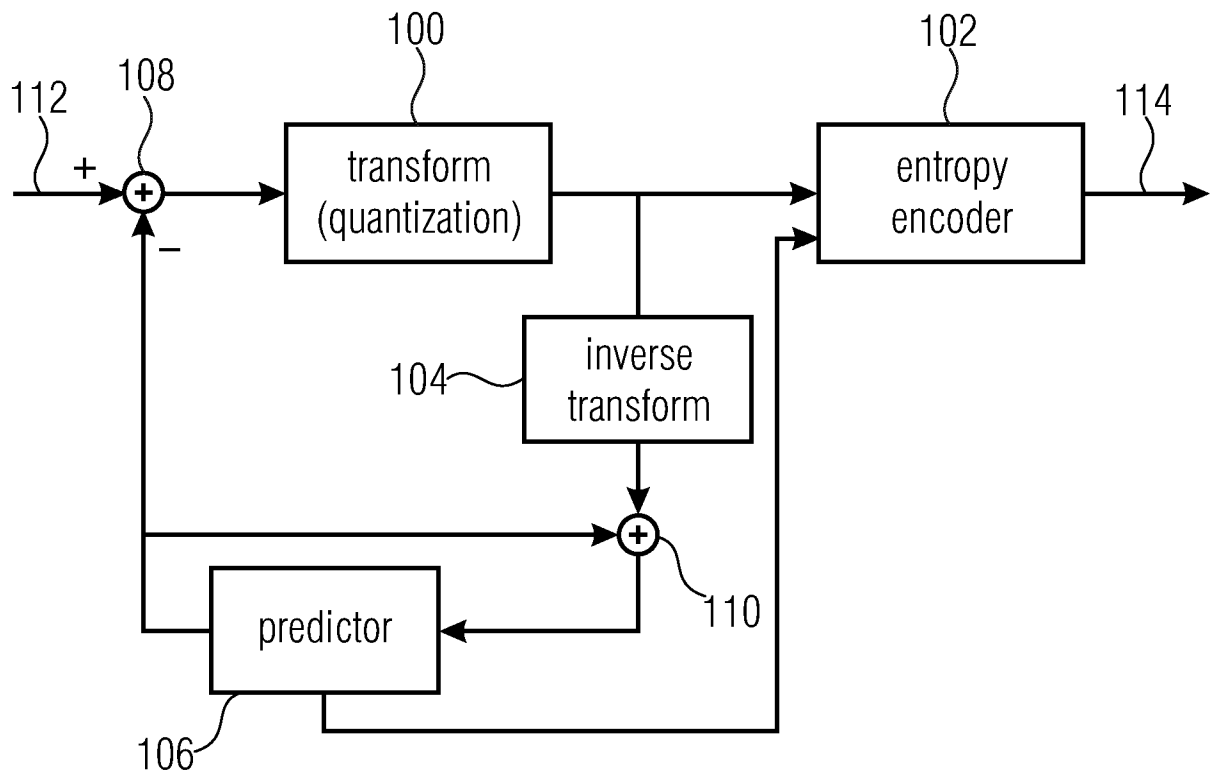 100
102
108
112
114
+
+
transform
(quantization)
entropy
encoder
−
inverse
transform
104
+
110
predictor
106